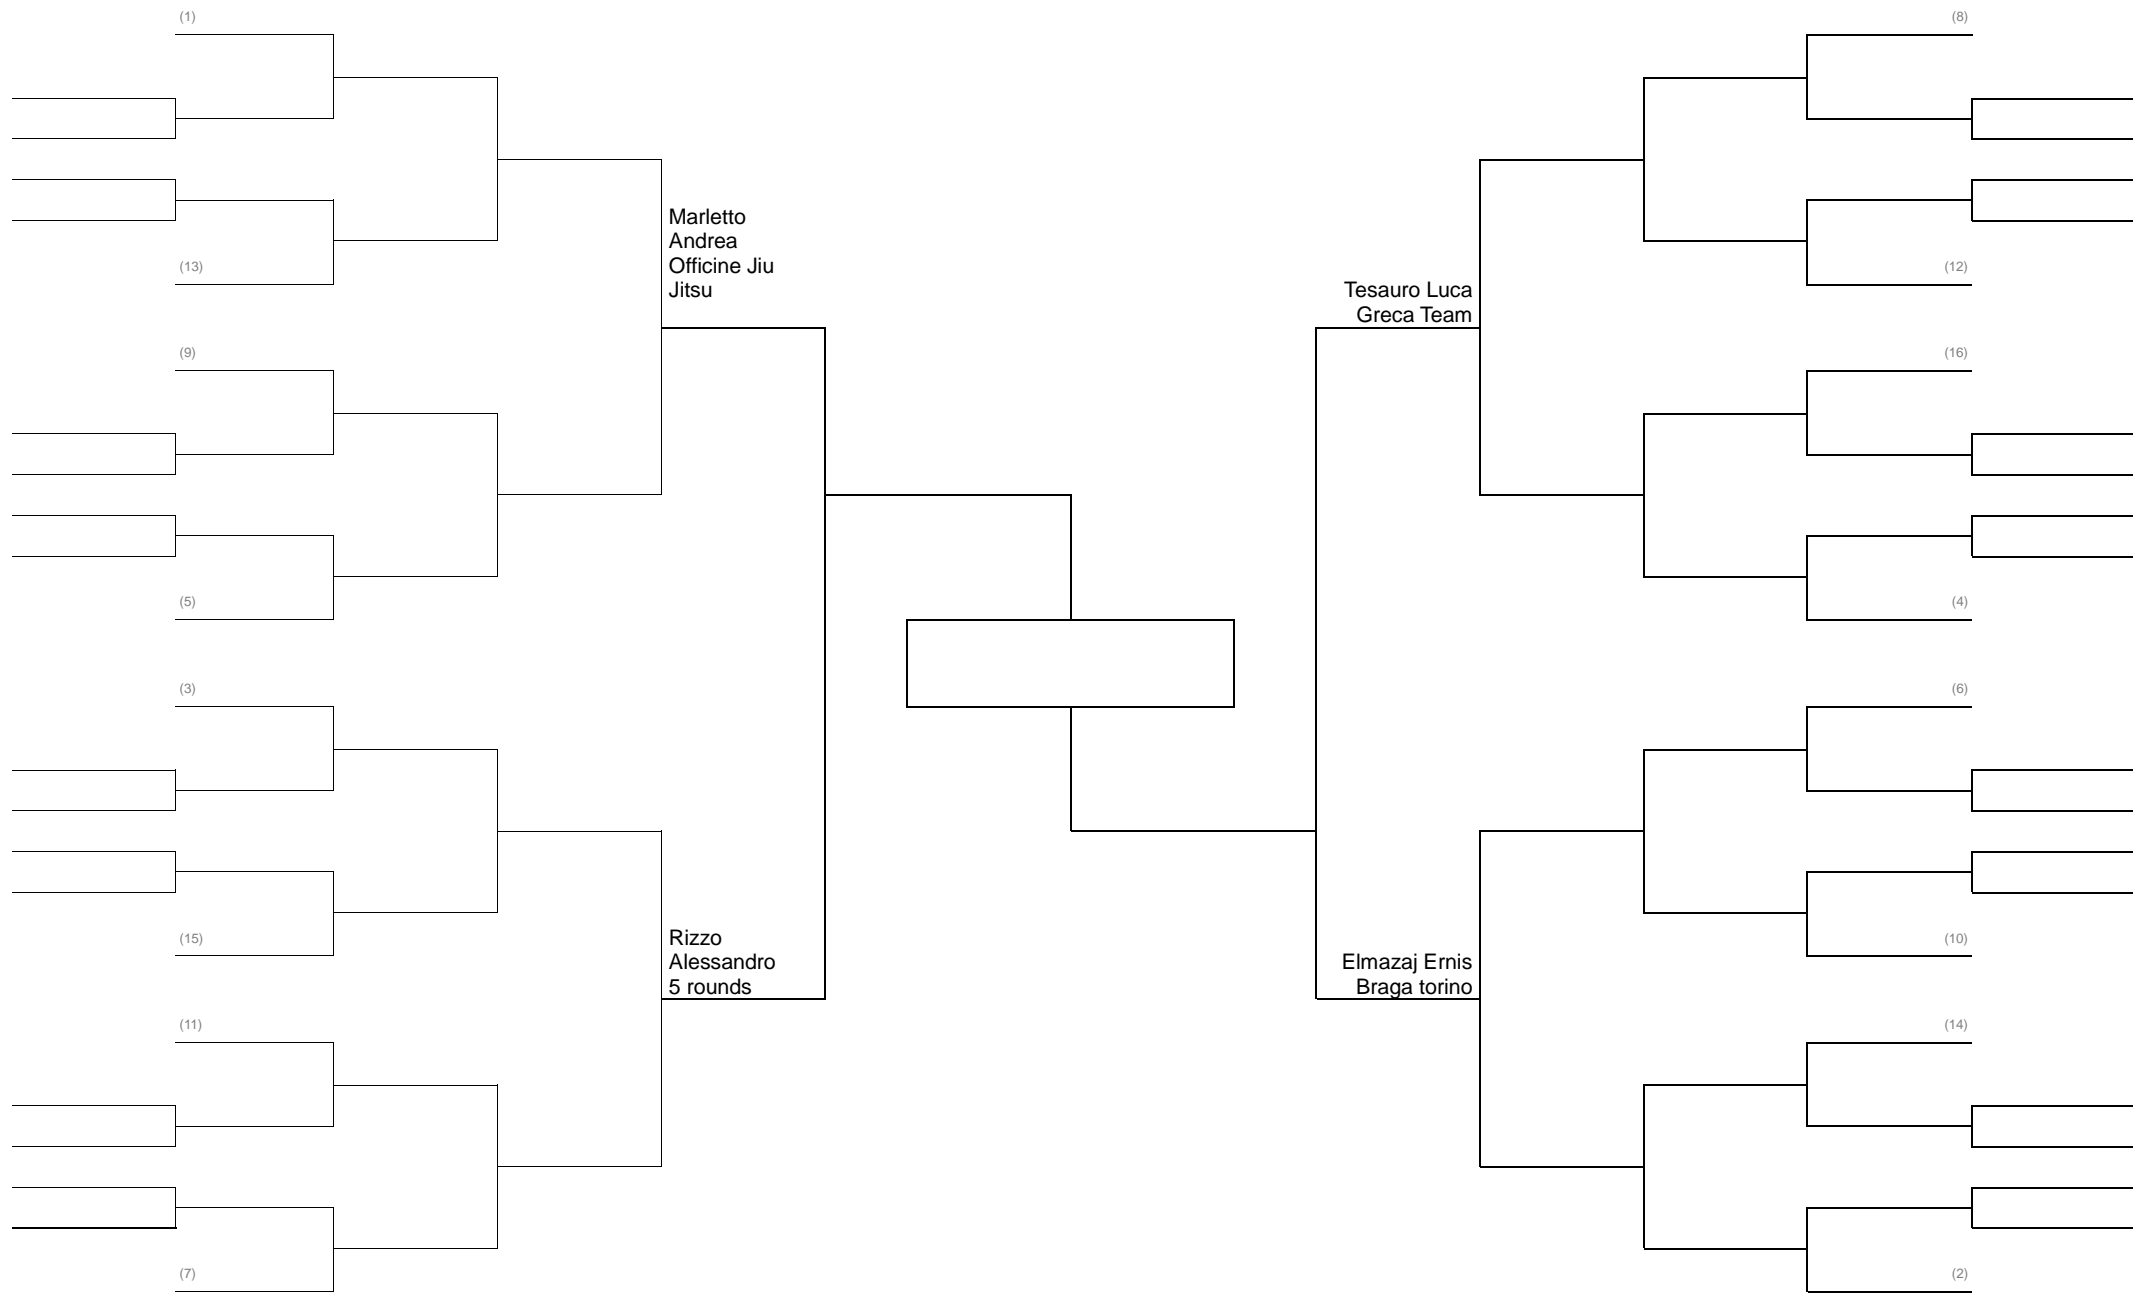 (1)
(8)
Marletto
Andrea
Officine Jiu
Jitsu
(13)
(12)
Tesauro Luca
Greca Team
(9)
(16)
(5)
(4)
(3)
(6)
(15)
(10)
Rizzo
Alessandro
5 rounds
Elmazaj Ernis
Braga torino
(11)
(14)
(7)
(2)